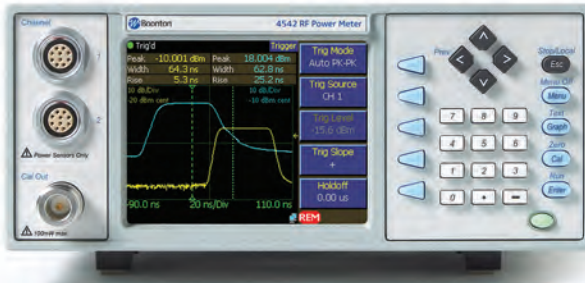 Channel
1
2
Power Sensors Only
Cal Out
100mW max
Boonton
4542 RF Power Meter
Trig'd
Trigger
Peak -10.001 dBm Peak 18.004 dBm
Width 64.3 ns Width 62.8 ns
Rise 5.3 ns Rise 25.2 ns
10 dB/Div 10 dB/Div
-20 dBm cent -10 dBm cent
-90.0 ns 20 ns/Div 110.0 ns
REM
Trig Mode
Auto PK-PK
Trig Source
CH 1
Trig Level
-15.6 dBm
Trig Slope
+
Holdoff
0.00 us
Prev
Stop/Local
Esc
Menu Off
Menu
Text
Graph
Zero
Cal
Run
Enter
7 8 9
4 5 6
1 2 3
0 • −